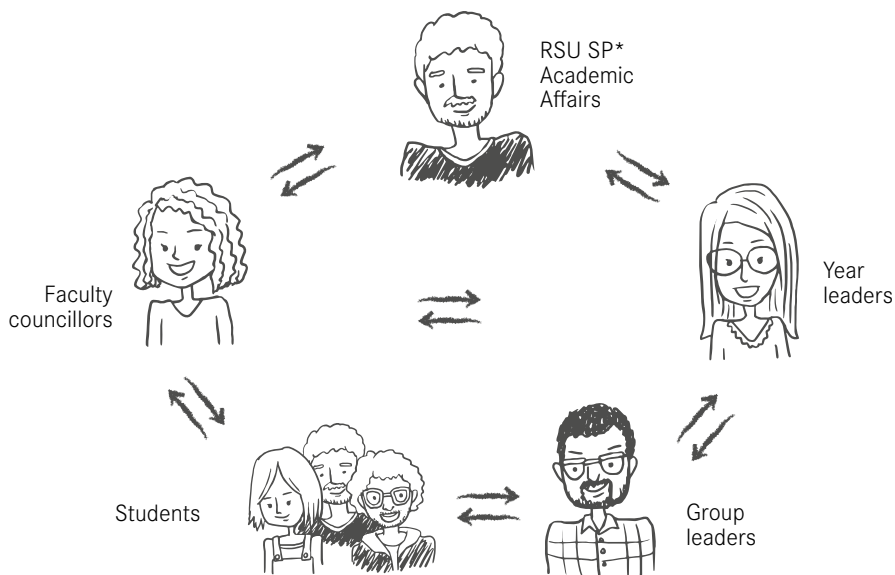 RSU SP*
Academic
Affairs
Faculty
councillors
Year
leaders
Students
Group
leaders